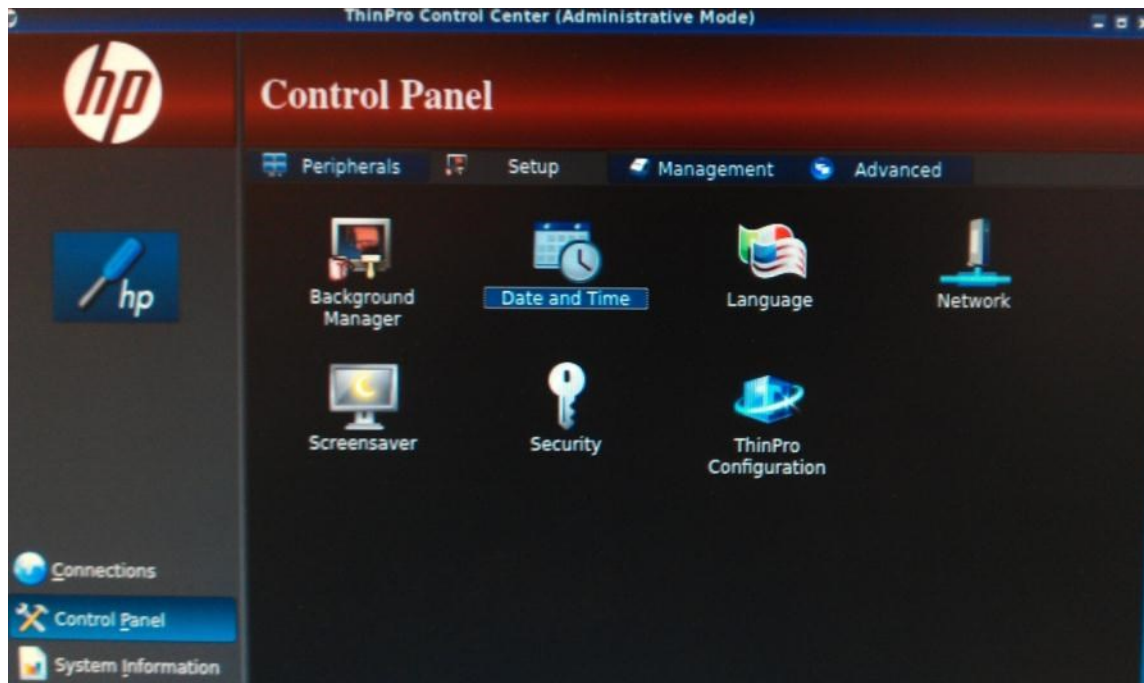 ThinPro Control Center (Administrative Mode)
hp
Control Panel
Peripherals
Setup
Management
Advanced
hp
Background
Manager
Date and Time
Language
Network
Screensaver
Security
ThinPro
Configuration
Connections
Control Panel
System Information